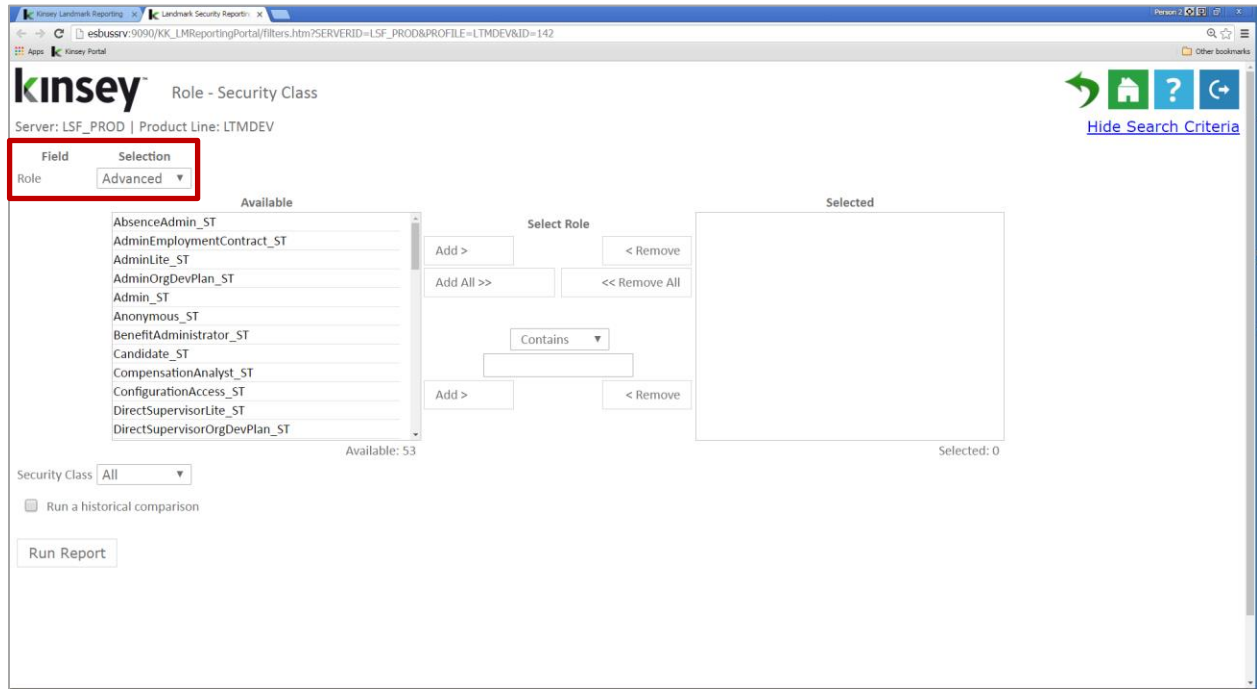 Kinsey Landmark Reporting Landmark Security Reportin Person 2
esbussrv:9090/KK_LMReportingPortal/filters.htm?SERVERID=LSF_PROD&PROFILE=LTMDEV&ID=142
Apps Kinsey Portal Other bookmarks
kinsey™ Role - Security Class
Server: LSF_PROD | Product Line: LTMDEV Hide Search Criteria
Field Selection
Role Advanced
Available Selected
AbsenceAdmin_ST
Select Role
AdminEmploymentContract_ST
Add > < Remove
AdminLite_ST
AdminOrgDevPlan_ST
Add All >> << Remove All
Admin_ST
Anonymous_ST
BenefitAdministrator_ST
Contains
Candidate_ST
CompensationAnalyst_ST
ConfigurationAccess_ST
Add > < Remove
DirectSupervisorLite_ST
DirectSupervisorOrgDevPlan_ST
Available: 53 Selected: 0
Security Class All
Run a historical comparison
Run Report